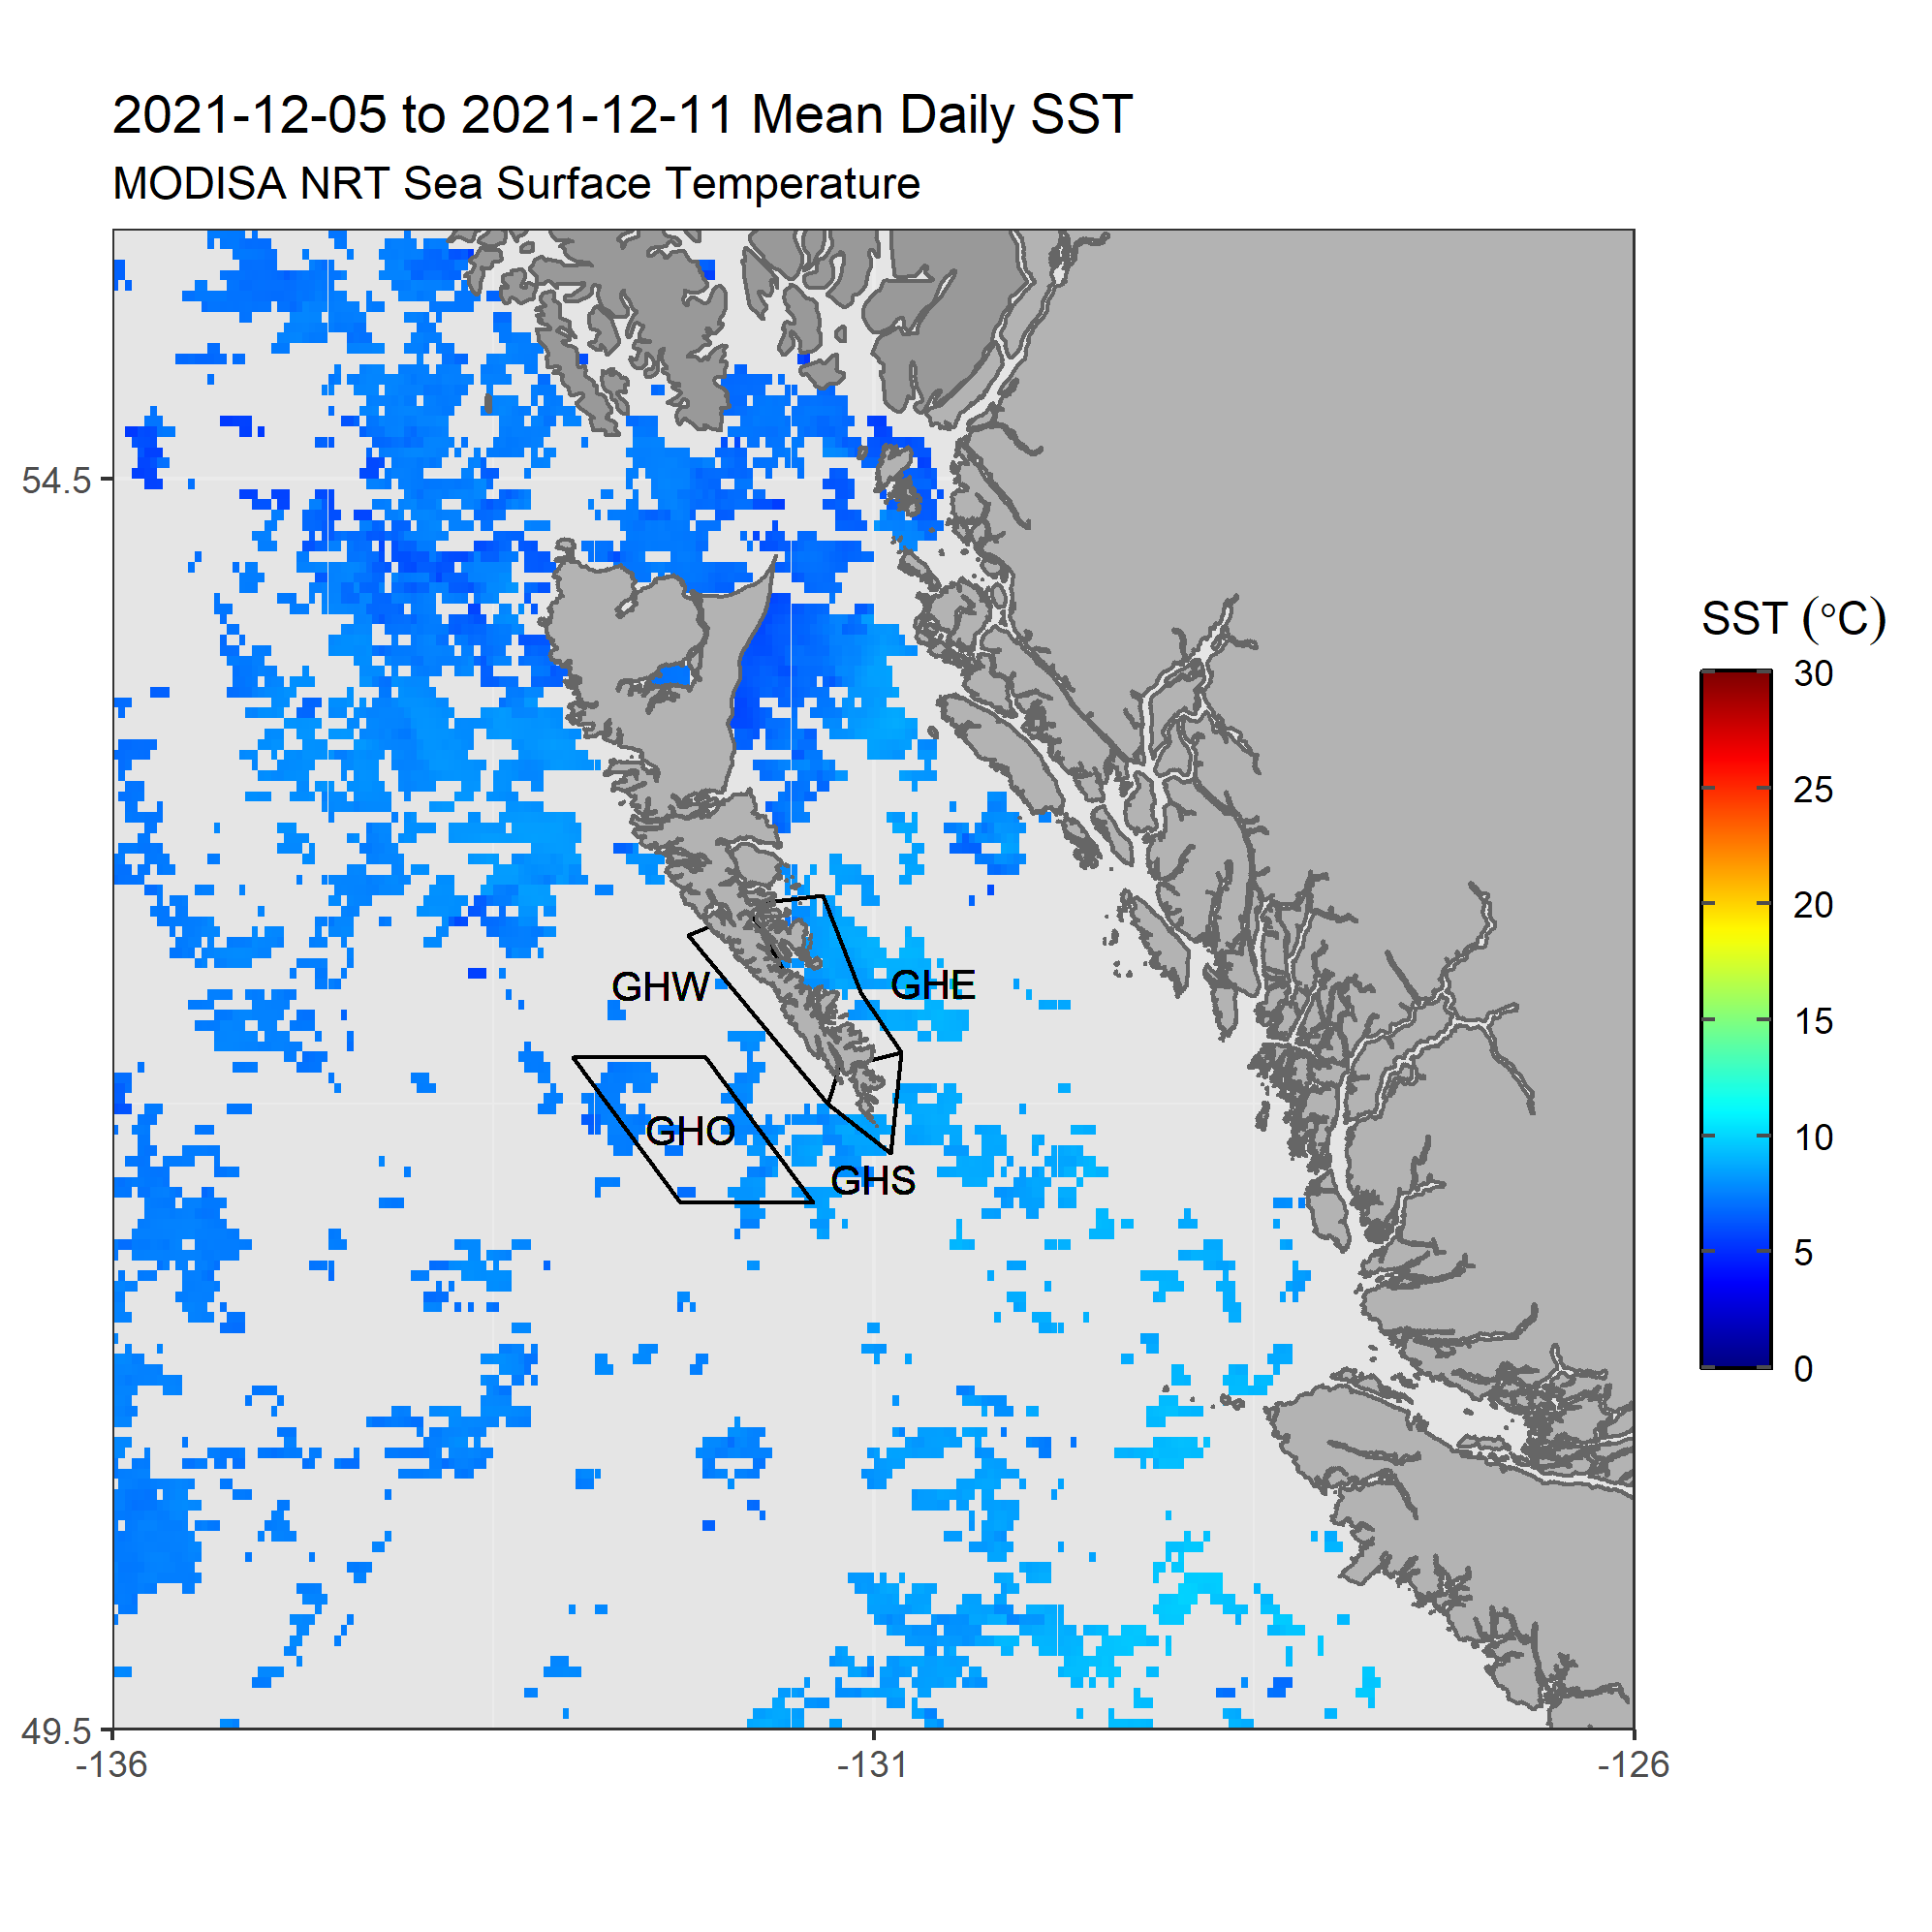 2021-12-05 to 2021-12-11 Mean Daily SST
MODISA NRT Sea Surface Temperature
54.5
49.5
-136
-131
-126
GHW
GHE
GHO
GHS
SST (°C)
30
25
20
15
10
5
0